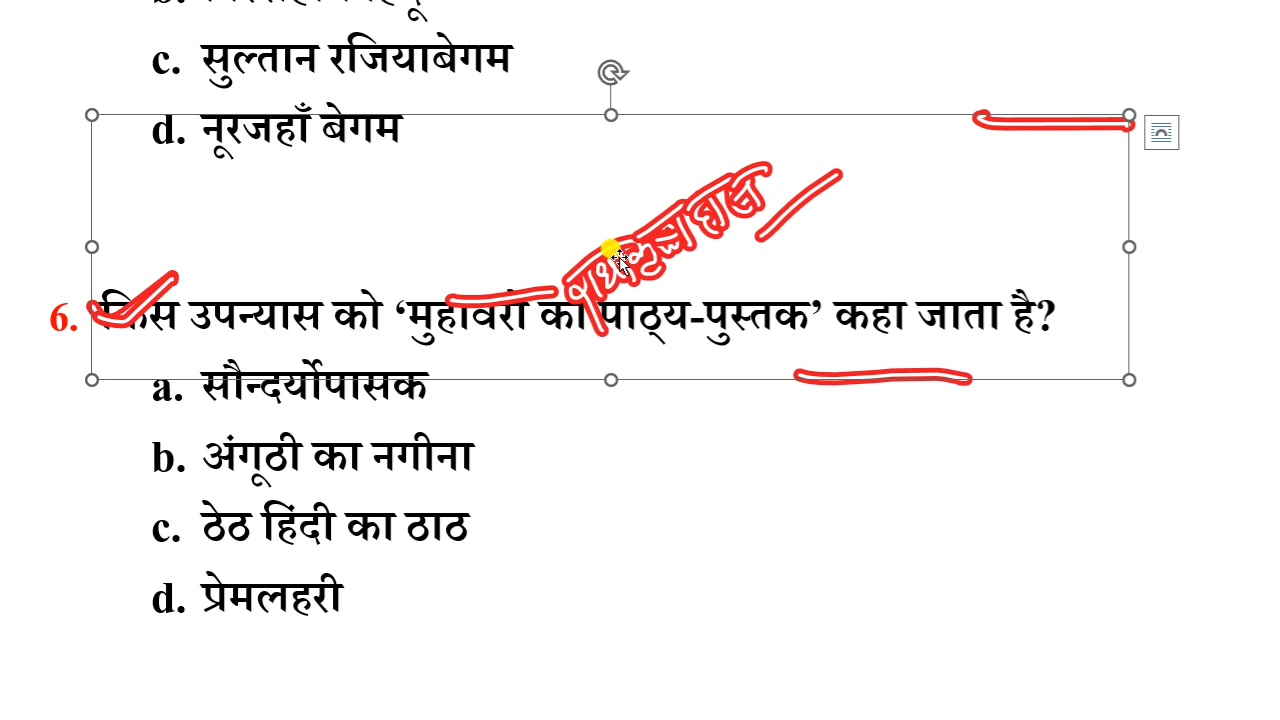 c. सुल्तान रजियाबेगम
d. नूरजहाँ बेगम
6. किस उपन्यास को ‘मुहावरों की पाठ्य-पुस्तक’ कहा जाता है?
a. सौन्दर्योपासक
b. अंगूठी का नगीना
c. ठेठ हिंदी का ठाठ
d. प्रेमलहरी